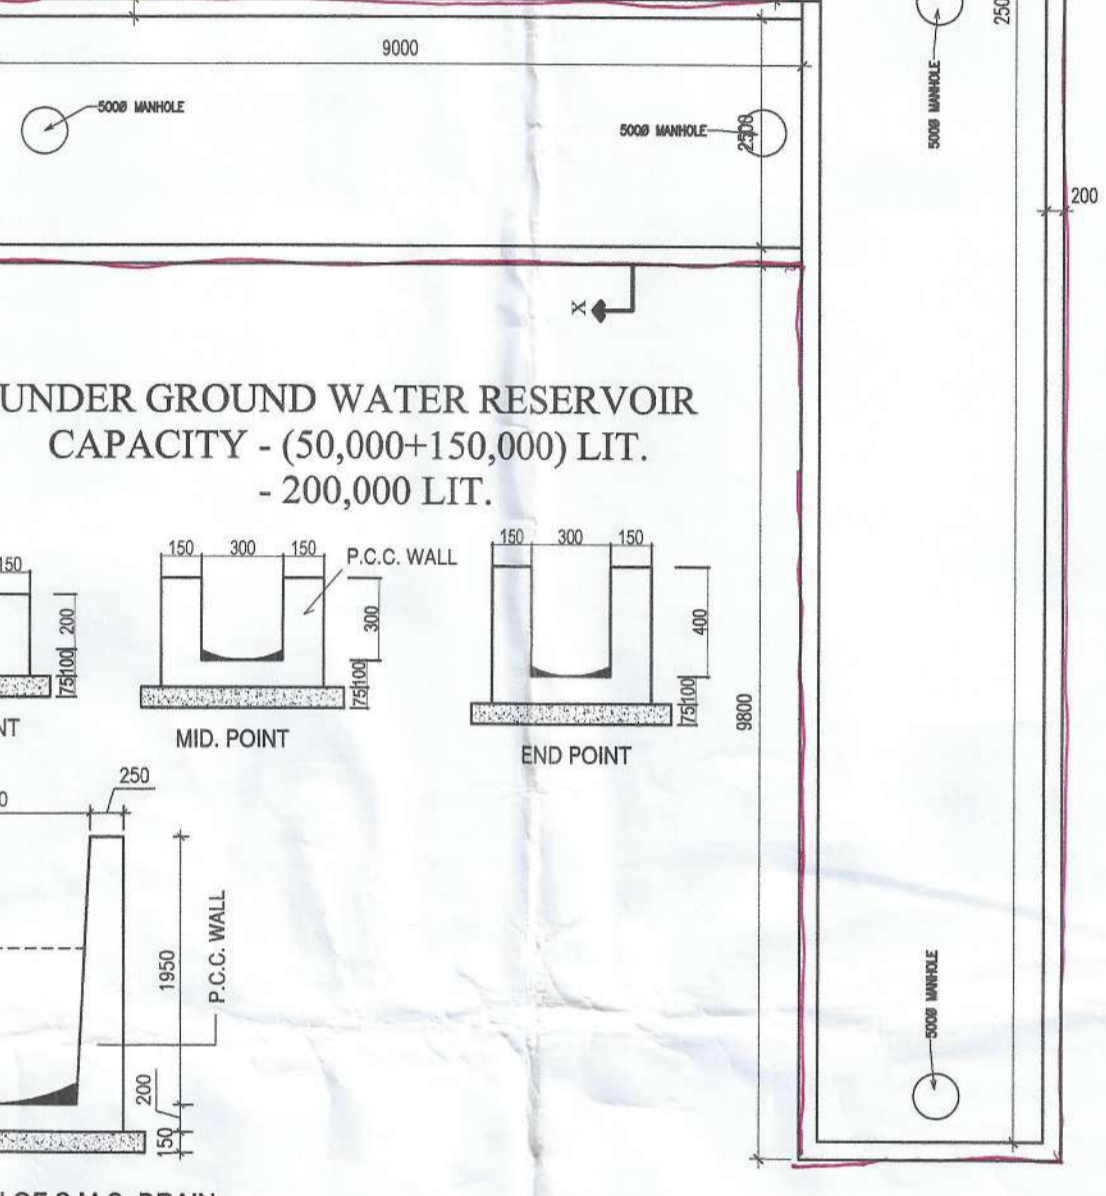 250
9000
500Ø MANHOLE
500Ø MANHOLE
2500
500Ø MANHOLE
200
X
UNDER GROUND WATER RESERVOIR
CAPACITY - (50,000+150,000) LIT.
- 200,000 LIT.
150
200
75 100
150 300 150
P.C.C. WALL
300
75 100
MID. POINT
150 300 150
400
75 100
END POINT
9800
250
1950
P.C.C. WALL
200
150
500Ø MANHOLE